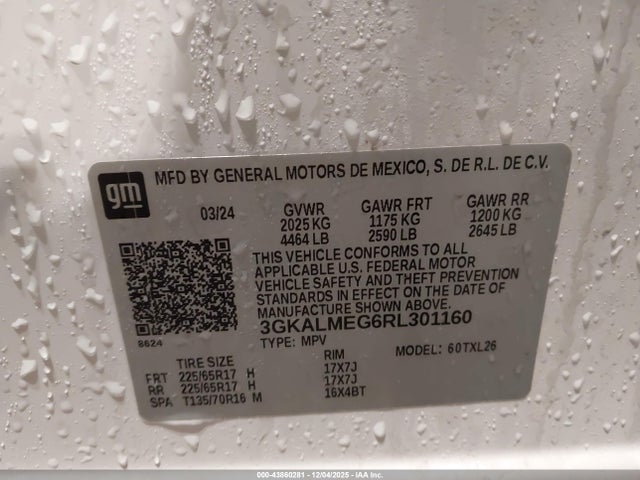 gm
MFD BY GENERAL MOTORS DE MEXICO, S. DE R.L. DE C.V.
03/24 GVWR GAWR FRT GAWR RR
2025 KG 1175 KG 1200 KG
4464 LB 2590 LB 2645 LB
THIS VEHICLE CONFORMS TO ALL
APPLICABLE U.S. FEDERAL MOTOR
VEHICLE SAFETY AND THEFT PREVENTION
STANDARDS IN EFFECT ON THE DATE OF
MANUFACTURE SHOWN ABOVE.
3GKALMEG6RL301160
8624
TYPE: MPV MODEL: 60TXL26
TIRE SIZE RIM
FRT 225/65R17 H 17X7J
RR 225/65R17 H 17X7J
SPA T135/70R16 M 16X4BT
000-43860281 - 12/04/2025 - IAA Inc.